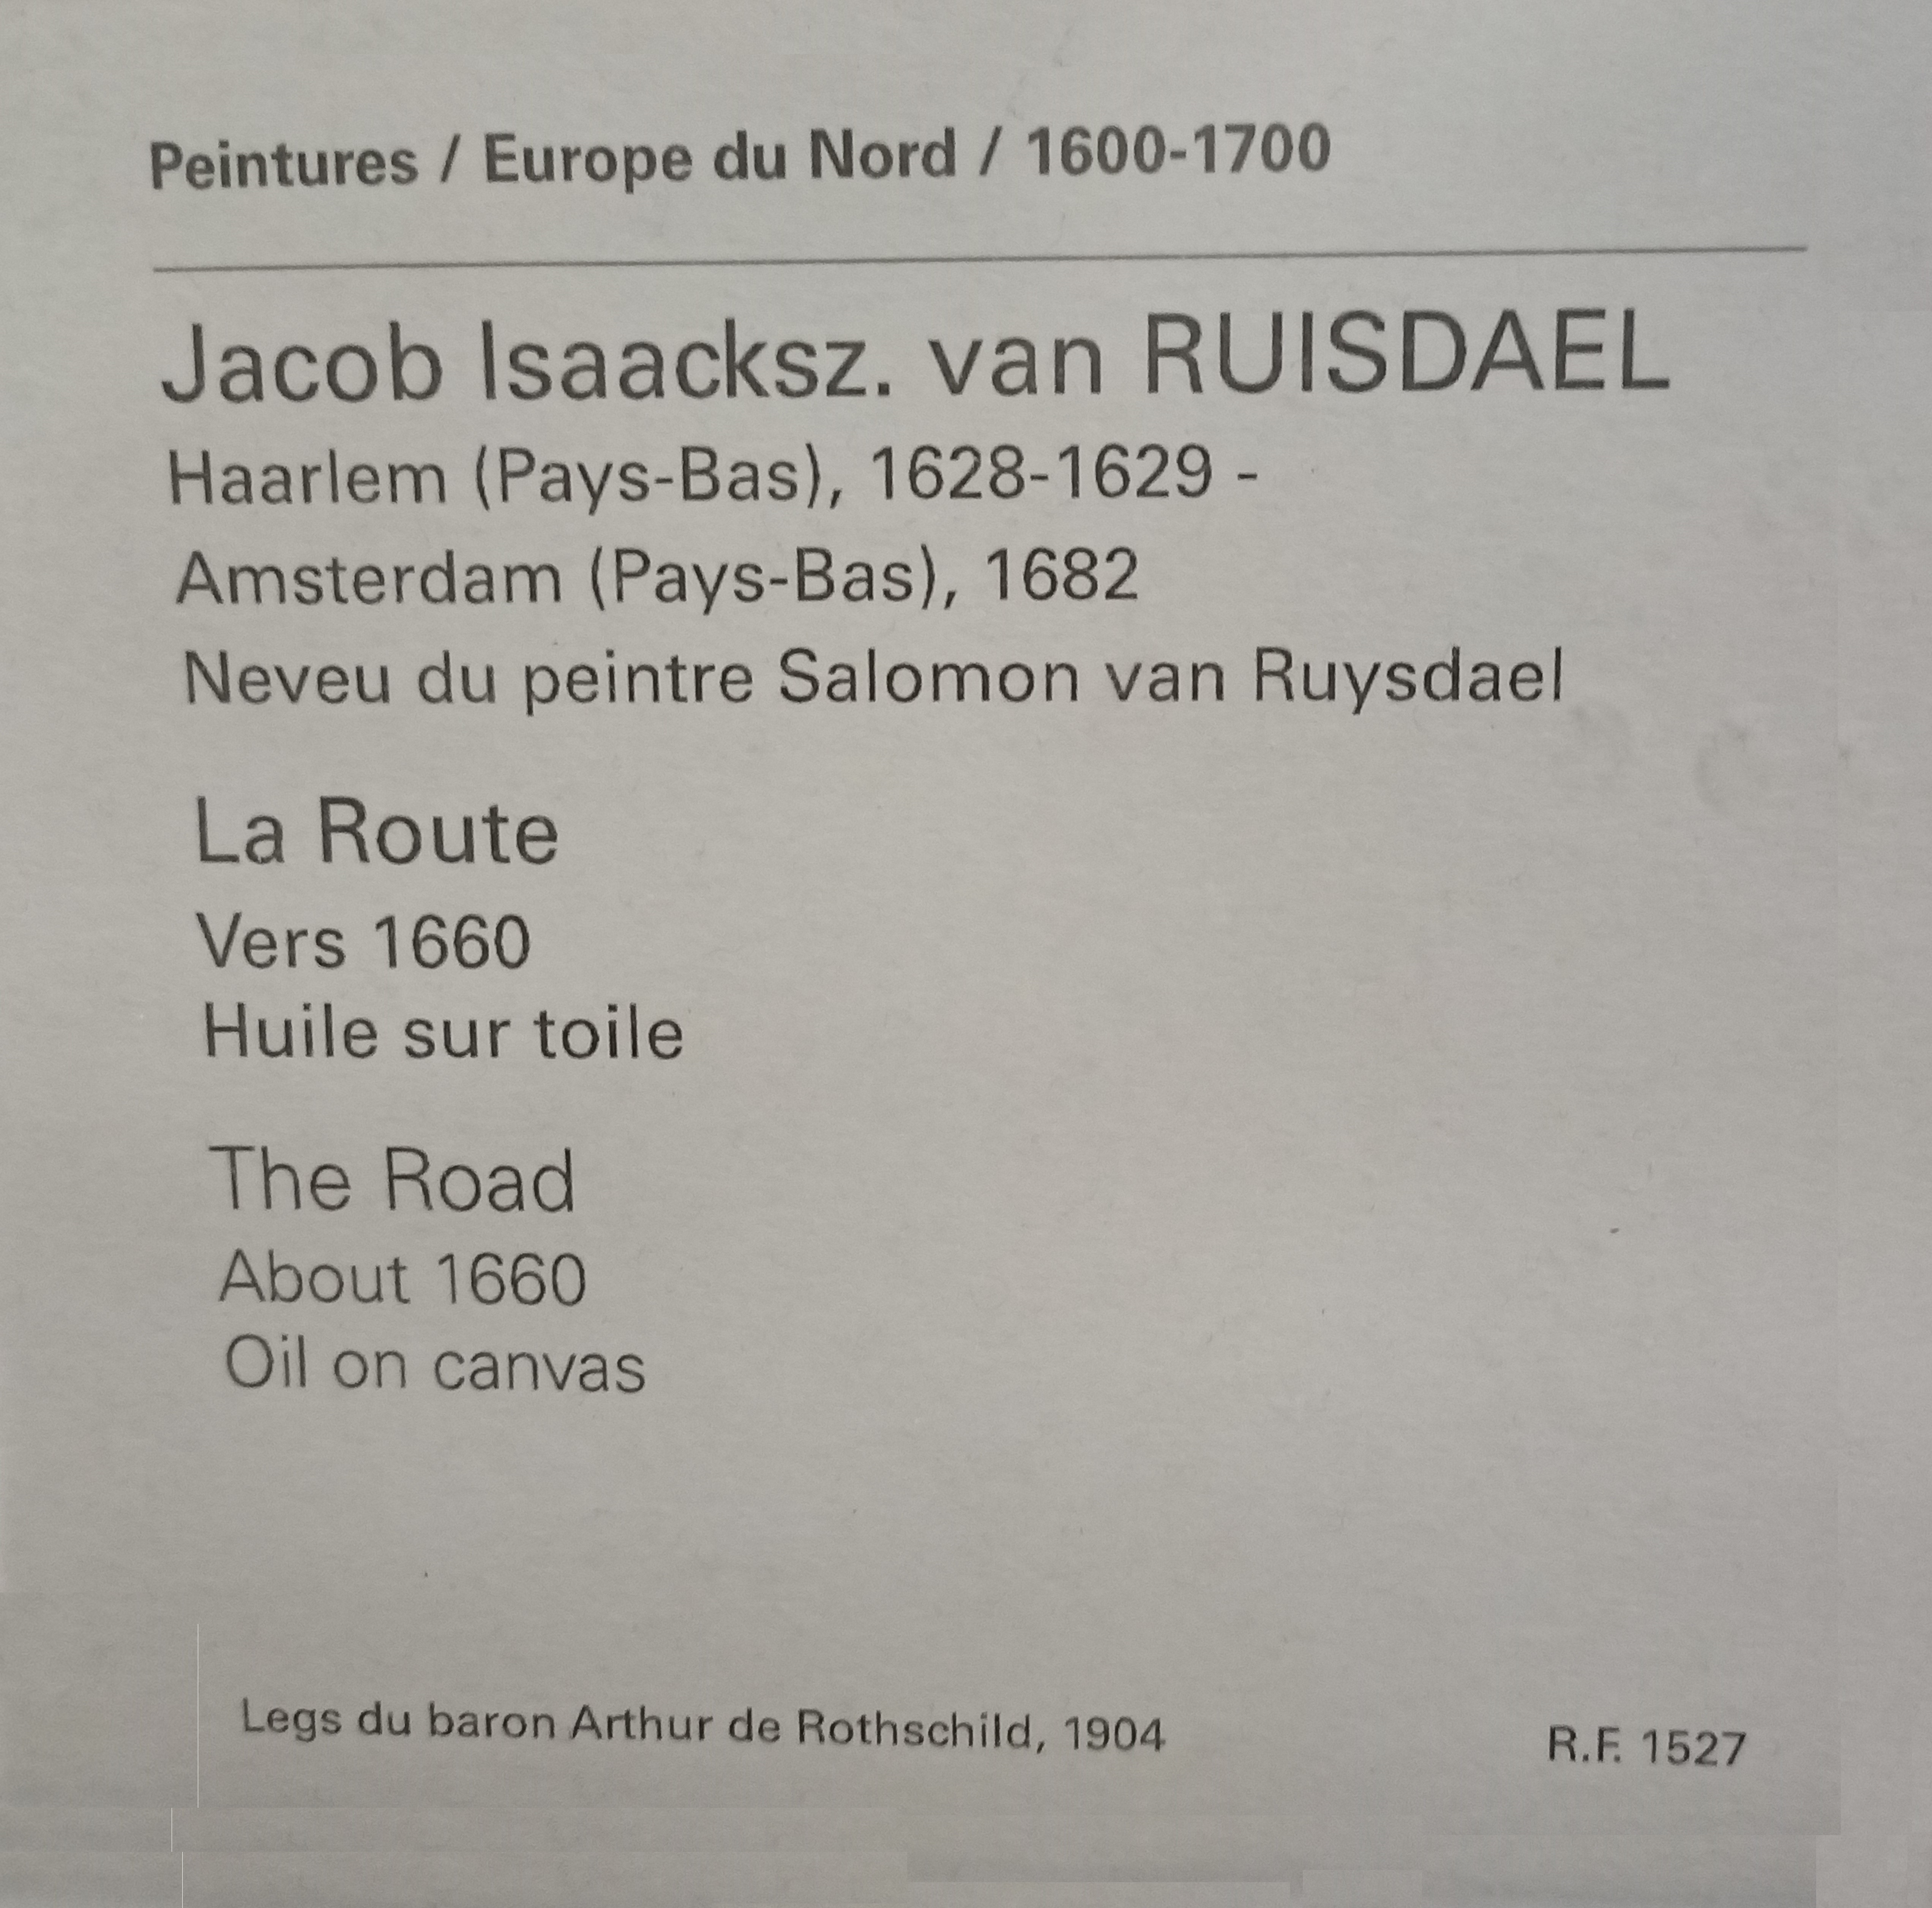 Peintures / Europe du Nord / 1600-1700
Jacob Isaacksz. van RUISDAEL
Haarlem (Pays-Bas), 1628-1629 -
Amsterdam (Pays-Bas), 1682
Neveu du peintre Salomon van Ruysdael
La Route
Vers 1660
Huile sur toile
The Road
About 1660
Oil on canvas
Legs du baron Arthur de Rothschild, 1904 R.F. 1527